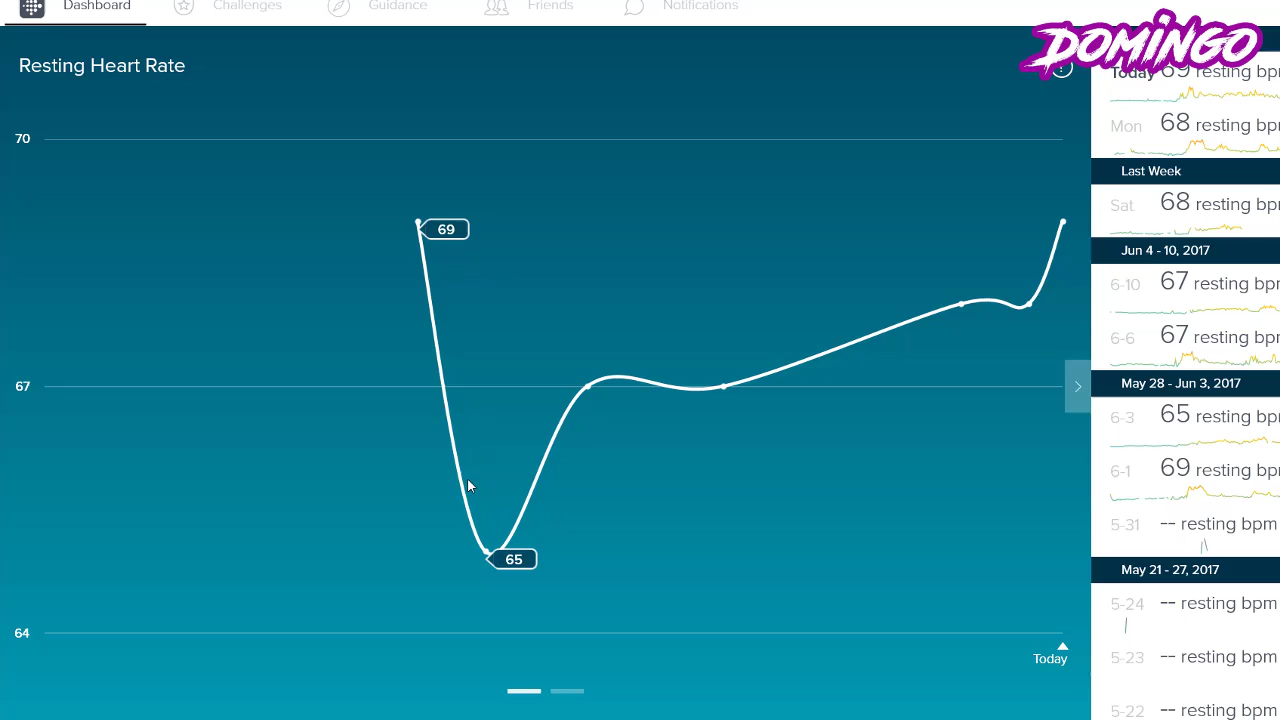 Dashboard
Challenges
Guidance
Friends
Notifications
DOMINGO
Resting Heart Rate
70
67
64
69
65
Today
Today 69 resting bpm
Mon 68 resting bpm
Last Week
Sat 68 resting bpm
Jun 4 - 10, 2017
6-10 67 resting bpm
6-6 67 resting bpm
May 28 - Jun 3, 2017
6-3 65 resting bpm
6-1 69 resting bpm
5-31 -- resting bpm
May 21 - 27, 2017
5-24 -- resting bpm
5-23 -- resting bpm
5-22 -- resting bpm